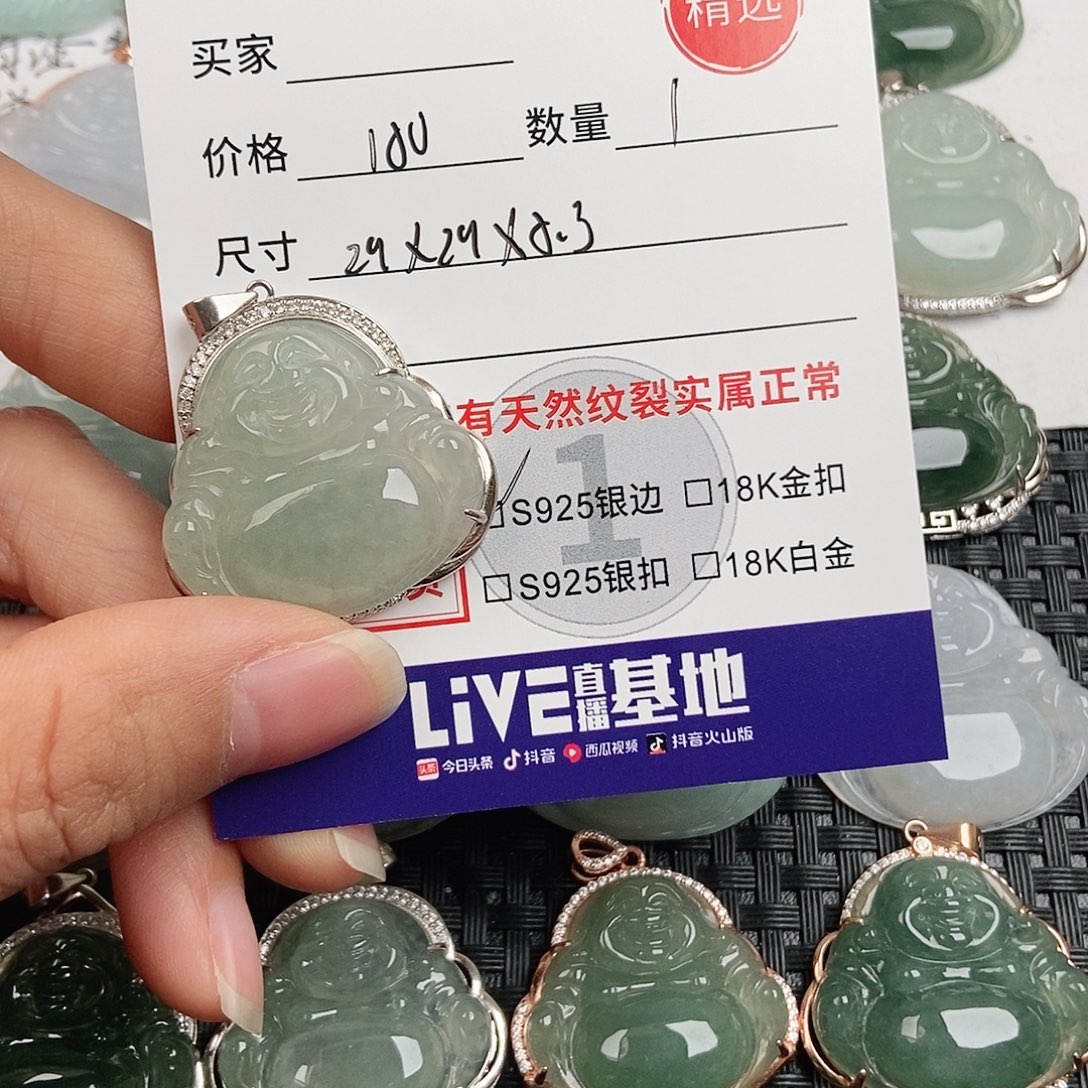 精选
买家
价格 180 数量 1
尺寸 29X29X8.3
有天然纹裂实属正常
S925银边 □18K金扣
□S925银扣 □18K白金
LiVE直播基地
头条 今日头条 抖音 西瓜视频 抖音火山版